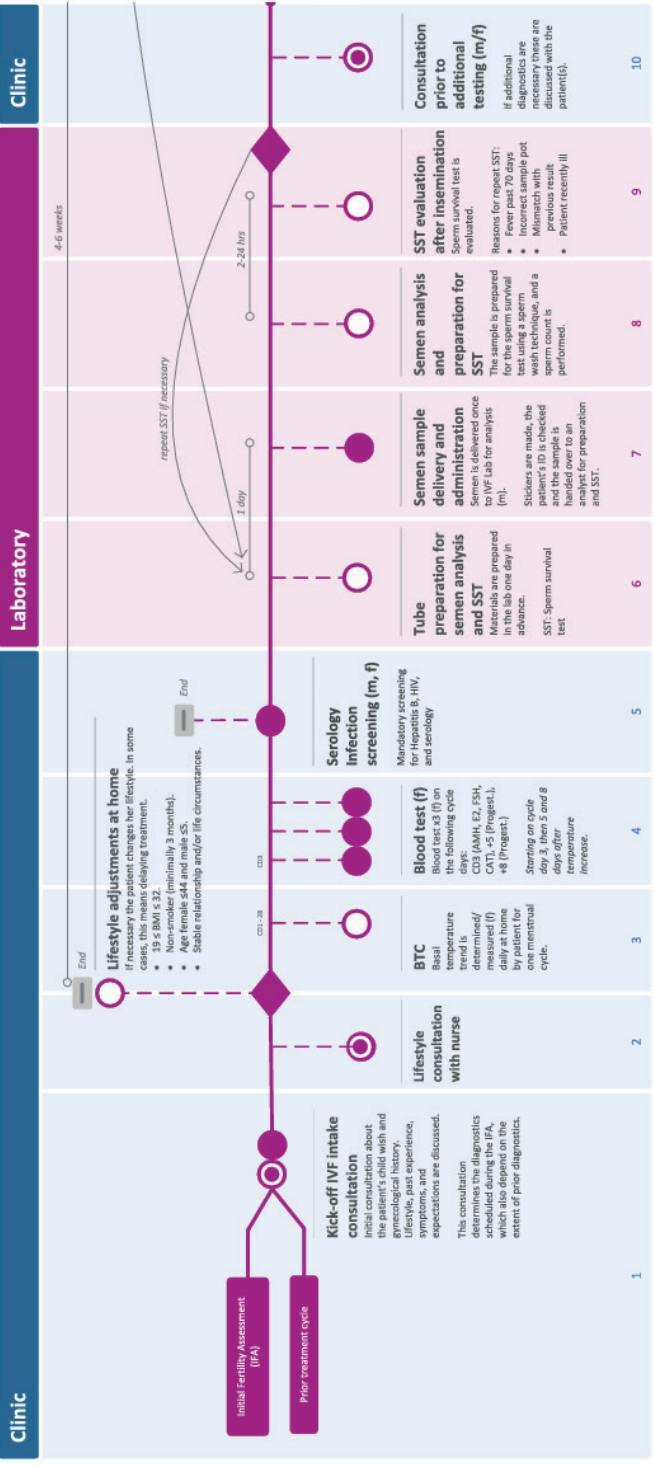 Clinic
Laboratory
Clinic
4-6 weeks
End
Lifestyle adjustments at home
If necessary the patient changes her lifestyle. In some
cases, this means delaying treatment.
• 19 ≤ BMI ≤ 32.
• Non-smoker (minimally 3 months).
• Age female ≤44 and male ≤5.
• Stable relationship and/or life circumstances.
End
repeat SST if necessary
1 day
2-24 hrs
CD1 - 28
CD3
Initial Fertility Assessment
(IFA)
Prior treatment cycle
Kick-off IVF intake
consultation
Initial consultation about
the patient's child wish and
gynecological history.
Lifestyle, past experience,
symptoms, and
expectations are discussed.
This consultation
determines the diagnostics
scheduled during the IFA,
which also depend on the
extent of prior diagnostics.
1
Lifestyle
consultation
with nurse
2
BTC
Basal
temperature
trend is
determined/
measured (f)
daily at home
by patient for
one menstrual
cycle.
3
Blood test (f)
Blood test x3 (f) on
the following cycle
days:
CD3 (AMH, E2, FSH,
CAT), +5 (Progest.),
+8 (Progest.)
Starting on cycle
day 3, then 5 and 8
days after
temperature
increase.
4
Serology
Infection
screening (m, f)
Mandatory screening
for Hepatitis B, HIV,
and serology
5
Tube
preparation for
semen analysis
and SST
Materials are prepared
in the lab one day in
advance.
SST: Sperm survival
test
6
Semen sample
delivery and
administration
Semen is delivered once
to IVF Lab for analysis
(m).
Stickers are made, the
patient's ID is checked
and the sample is
handed over to an
analyst for preparation
and SST.
7
Semen analysis
and
preparation for
SST
The sample is prepared
for the sperm survival
test using a sperm
wash technique, and a
sperm count is
performed.
8
SST evaluation
after insemination
Sperm survival test is
evaluated.
Reasons for repeat SST:
• Fever past 70 days
• Incorrect sample pot
• Mismatch with
previous result
• Patient recently ill
9
Consultation
prior to
additional
testing (m/f)
If additional
diagnostics are
necessary these are
discussed with the
patient(s).
10